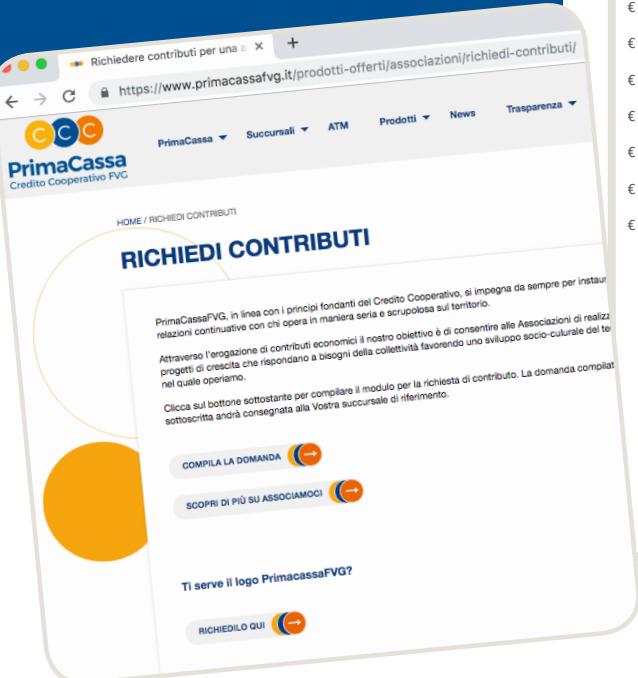 Richiedere contributi per una a
https://www.primacassafvg.it/prodotti-offerti/associazioni/richiedi-contributi/
CCC
PrimaCassa
Credito Cooperativo FVG
PrimaCassa Succursali ATM Prodotti News Trasparenza
HOME / RICHIEDI CONTRIBUTI
RICHIEDI CONTRIBUTI
PrimaCassaFVG, in linea con i principi fondanti del Credito Cooperativo, si impegna da sempre per instaur
relazioni continuative con chi opera in maniera seria e scrupolosa sul territorio.
Attraverso l'erogazione di contributi economici il nostro obiettivo è di consentire alle Associazioni di realizza
progetti di crescita che rispondano a bisogni della collettività favorendo uno sviluppo socio-culurale del te
nel quale operiamo.
Clicca sul bottone sottostante per compilare il modulo per la richiesta di contributo. La domanda compilat
sottoscritta andrà consegnata alla Vostra succursale di riferimento.
COMPILA LA DOMANDA
SCOPRI DI PIÙ SU ASSOCIAMOCI
Ti serve il logo PrimacassaFVG?
RICHIEDILO QUI
€
€
€
€
€
€
€